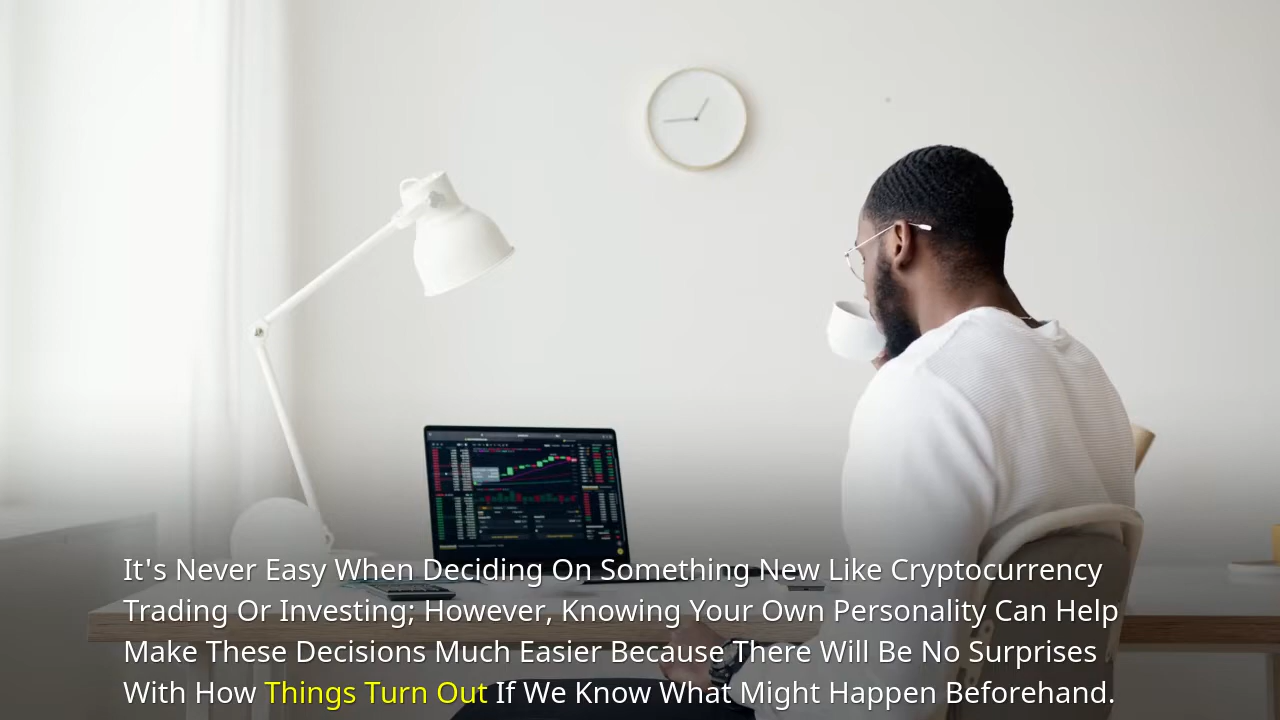 It's Never Easy When Deciding On Something New Like Cryptocurrency
Trading Or Investing; However, Knowing Your Own Personality Can Help
Make These Decisions Much Easier Because There Will Be No Surprises
With How Things Turn Out If We Know What Might Happen Beforehand.